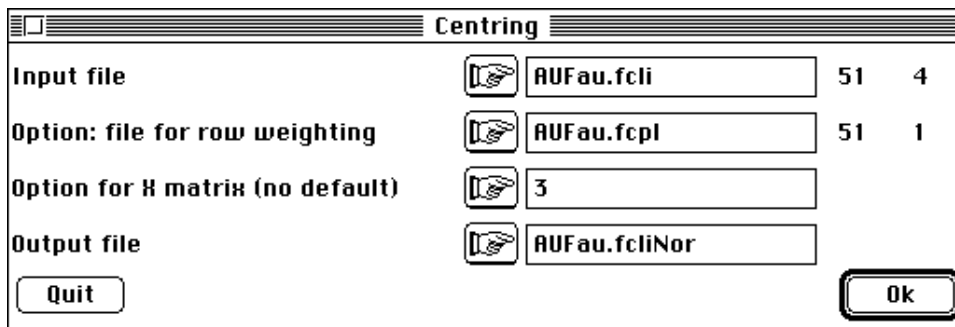 Centring
Input file AUFau.fcli 51 4
Option: file for row weighting AUFau.fcpl 51 1
Option for X matrix (no default) 3
Output file AUFau.fcliNor
Quit Ok